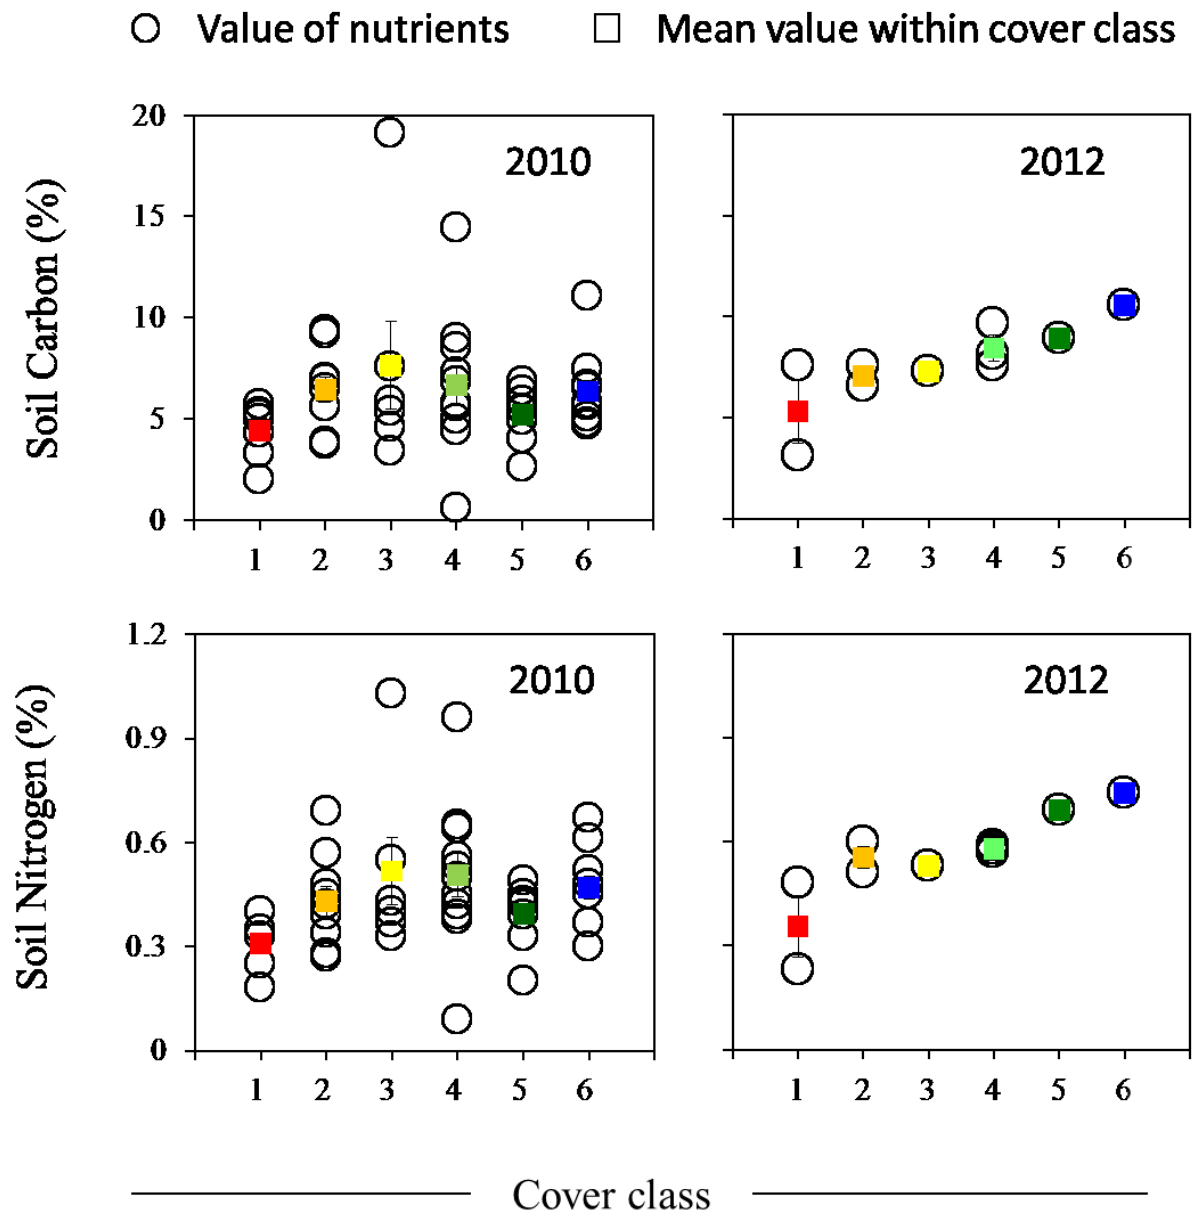 Value of nutrients Mean value within cover class
Soil Carbon (%)
20
15
10
5
0
2010
1 2 3 4 5 6
2012
1 2 3 4 5 6
Soil Nitrogen (%)
1.2
0.9
0.6
0.3
0
2010
1 2 3 4 5 6
2012
1 2 3 4 5 6
Cover class